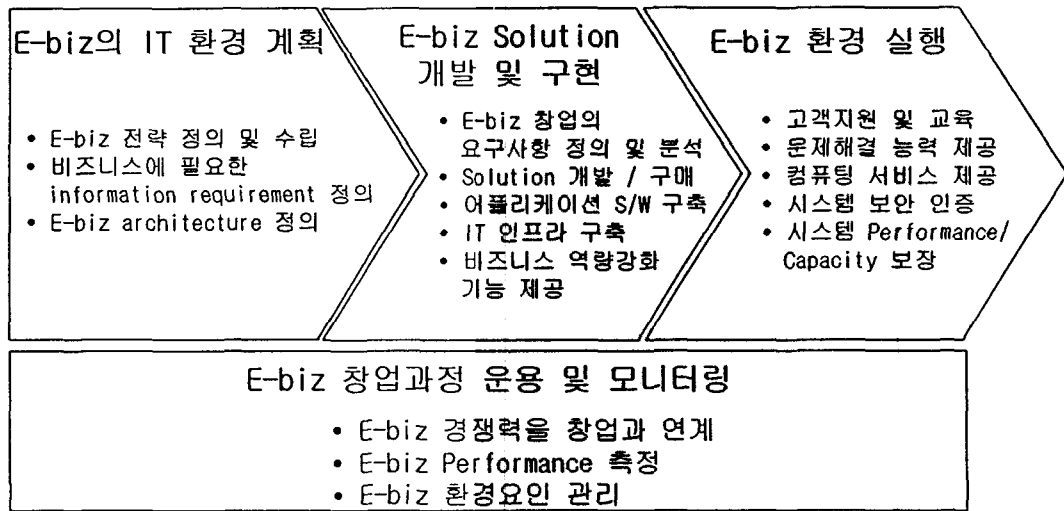 E-biz의 IT 환경 계획
• E-biz 전략 정의 및 수립
• 비즈니스에 필요한
information requirement 정의
• E-biz architecture 정의
E-biz Solution
개발 및 구현
• E-biz 창업의
요구사항 정의 및 분석
• Solution 개발 / 구매
• 어플리케이션 S/W 구축
• IT 인프라 구축
• 비즈니스 역량강화
기능 제공
E-biz 환경 실행
• 고객지원 및 교육
• 문제해결 능력 제공
• 컴퓨팅 서비스 제공
• 시스템 보안 인증
• 시스템 Performance/
Capacity 보장
E-biz 창업과정 운용 및 모니터링
• E-biz 경쟁력을 창업과 연계
• E-biz Performance 측정
• E-biz 환경요인 관리